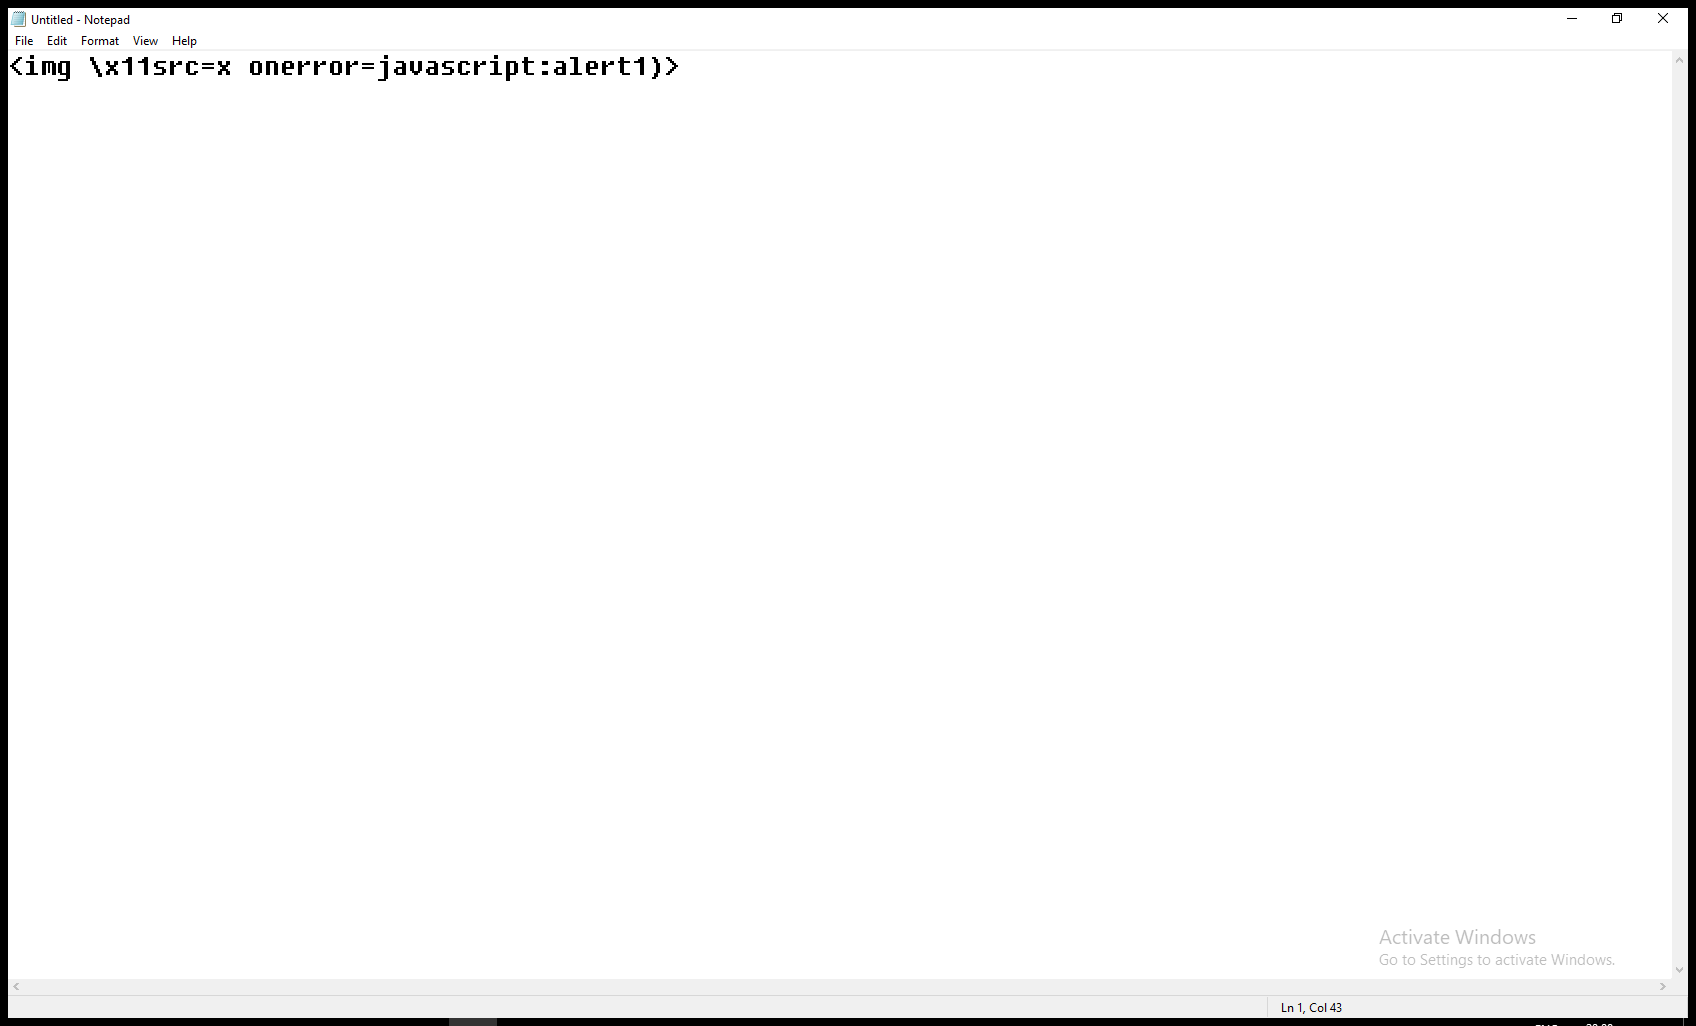 Untitled - Notepad
File Edit Format View Help
<img \x11src=x onerror=javascript:alert1)>
Activate Windows
Go to Settings to activate Windows.
Ln 1, Col 43